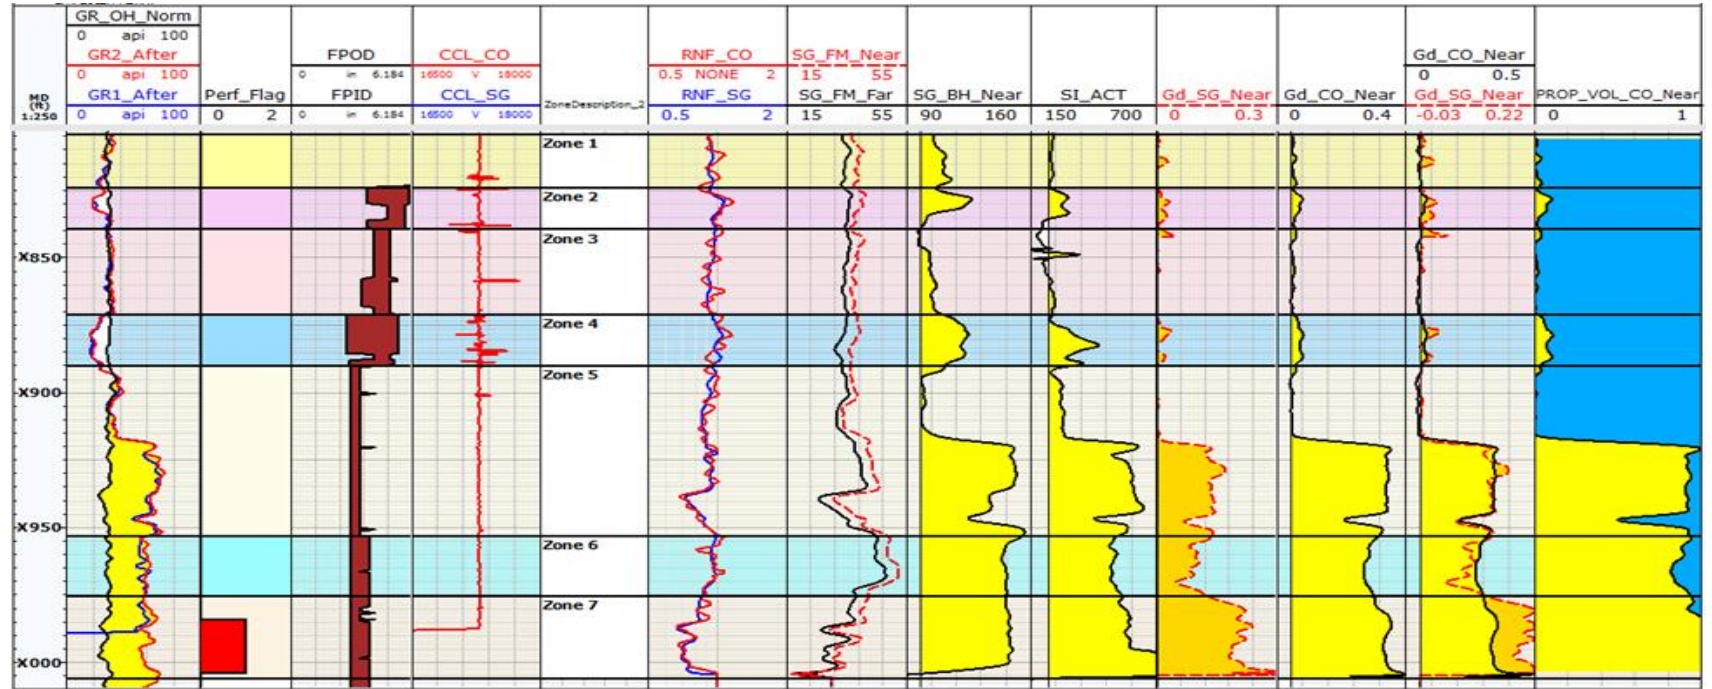 GR_OH_Norm
0 api 100
GR2_After FPOD CCL_CO RNF_CO SG_FM_Near Gd_CO_Near
0 api 100 0 in 6.184 16500 V 18000 0.5 NONE 2 15 55 0 0.5
MD (ft) GR1_After Perf_Flag FPID CCL_SG ZoneDescription_2 RNF_SG SG_FM_Far SG_BH_Near SI_ACT Gd_SG_Near Gd_CO_Near Gd_SG_Near PROP_VOL_CO_Near
1:250 0 api 100 0 2 0 in 6.184 16500 V 18000 0.5 2 15 55 90 160 150 700 0 0.3 0 0.4 -0.03 0.22 0 1
Zone 1
Zone 2
Zone 3
X850
Zone 4
Zone 5
X900
X950
Zone 6
Zone 7
X000